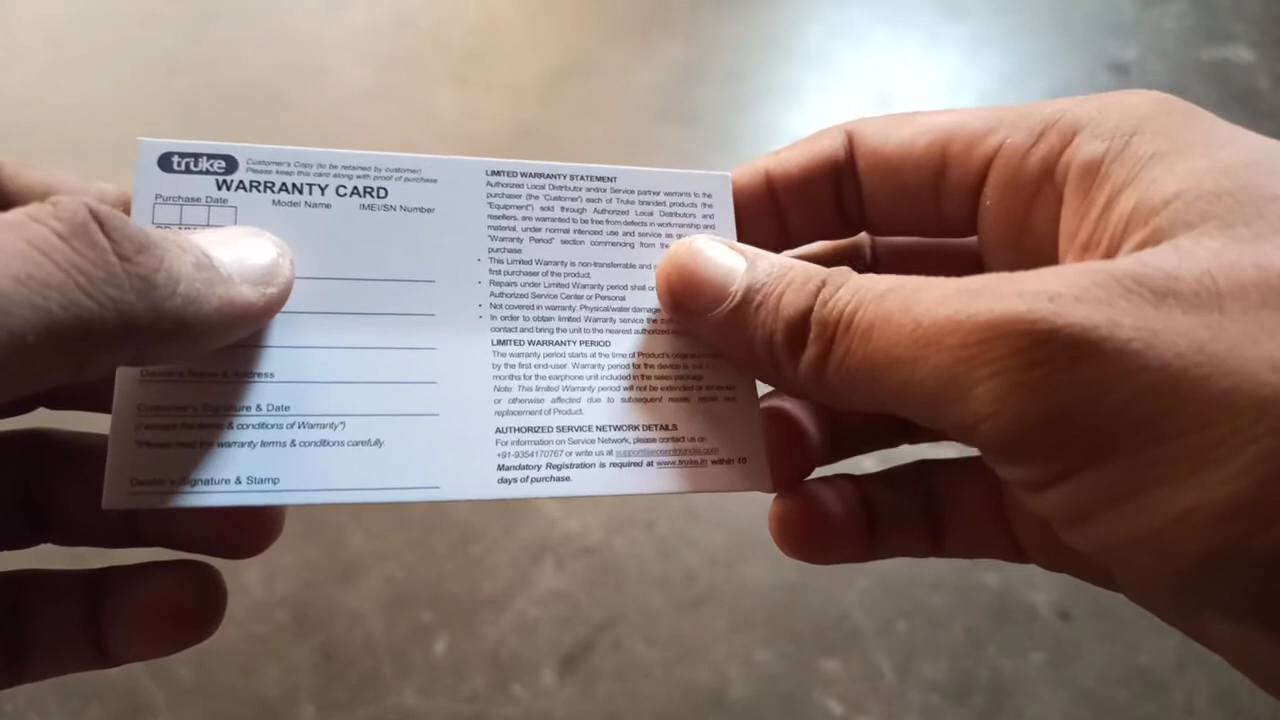 truke
Customer's Copy (to be retained by customer)
Please keep this card along with proof of purchase
WARRANTY CARD
Purchase Date
Model Name
IMEI/SN Number
Dealer's Name & Address
Customer's Signature & Date
(I accept the terms & conditions of Warranty*)
*Please read the warranty terms & conditions carefully.
Dealer's Signature & Stamp
LIMITED WARRANTY STATEMENT
Authorized Local Distributor and/or Service partner warrants to the
purchaser (the 'Customer') each of Truke branded products (the
"Equipment") sold through Authorized Local Distributors and
resellers, are warranted to be free from defects in workmanship and
material, under normal intended use and service as
"Warranty Period" section commencing from the
purchase.
• This Limited Warranty is non-transferrable and
first purchaser of the product.
• Repairs under Limited Warranty period shall
Authorized Service Center or Personal
• Not covered in warranty: Physical/water damage
• In order to obtain limited Warranty service the
contact and bring the unit to the nearest authorized
LIMITED WARRANTY PERIOD
The warranty period starts at the time of Product's
by the first end-user. Warranty period for the device is
months for the earphone unit included in the sales package
Note: This limited Warranty period will not be extended or
or otherwise affected due to subsequent resale, repair
replacement of Product.
AUTHORIZED SERVICE NETWORK DETAILS
For information on Service Network, please contact us on
+91-9354170767 or write us at
Mandatory Registration is required at www.truke.in within 10
days of purchase.